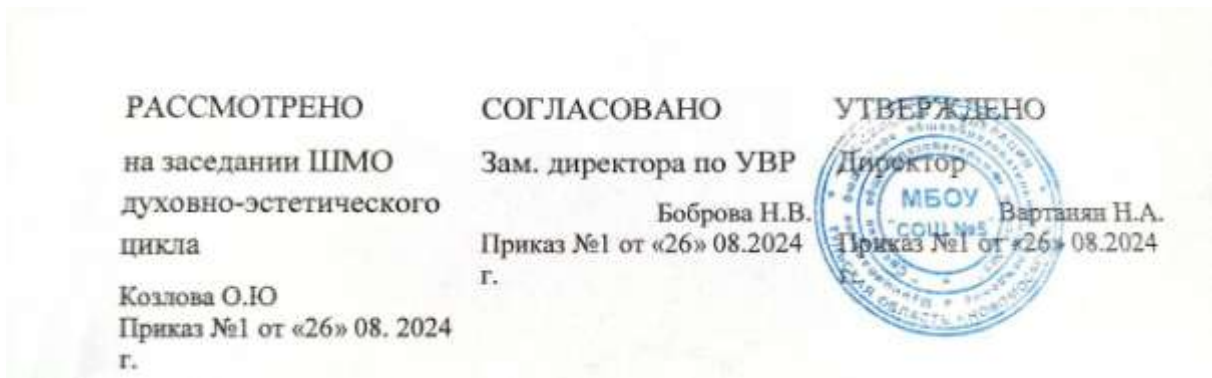 РАССМОТРЕНО
на заседании ШМО
духовно-эстетического
цикла
Козлова О.Ю
Приказ №1 от «26» 08. 2024
г.
СОГЛАСОВАНО
Зам. директора по УВР
Боброва Н.В.
Приказ №1 от «26» 08.2024
г.
УТВЕРЖДЕНО
Директор
Вартанян Н.А.
Приказ №1 от «26» 08.2024
МБОУ
"СОШ №5"
ОБЛАСТЬ